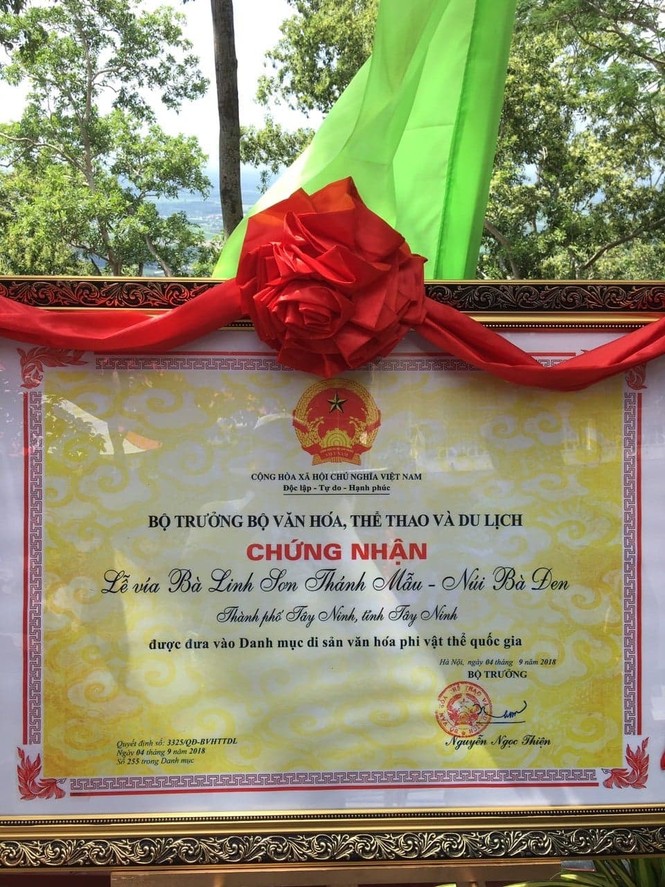 CỘNG HÒA XÃ HỘI CHỦ NGHĨA VIỆT NAM
Độc lập - Tự do - Hạnh phúc
BỘ TRƯỞNG BỘ VĂN HÓA, THỂ THAO VÀ DU LỊCH
CHỨNG NHẬN
Lễ vía Bà Linh Sơn Thánh Mẫu - Núi Bà Đen
Thành phố Tây Ninh, tỉnh Tây Ninh
được đưa vào Danh mục di sản văn hóa phi vật thể quốc gia
Hà Nội, ngày 04 tháng 9 năm 2018
BỘ TRƯỞNG
Nguyễn Ngọc Thiện
Quyết định số: 3325/QĐ-BVHTTDL
Ngày 04 tháng 9 năm 2018
Số 255 trong Danh mục